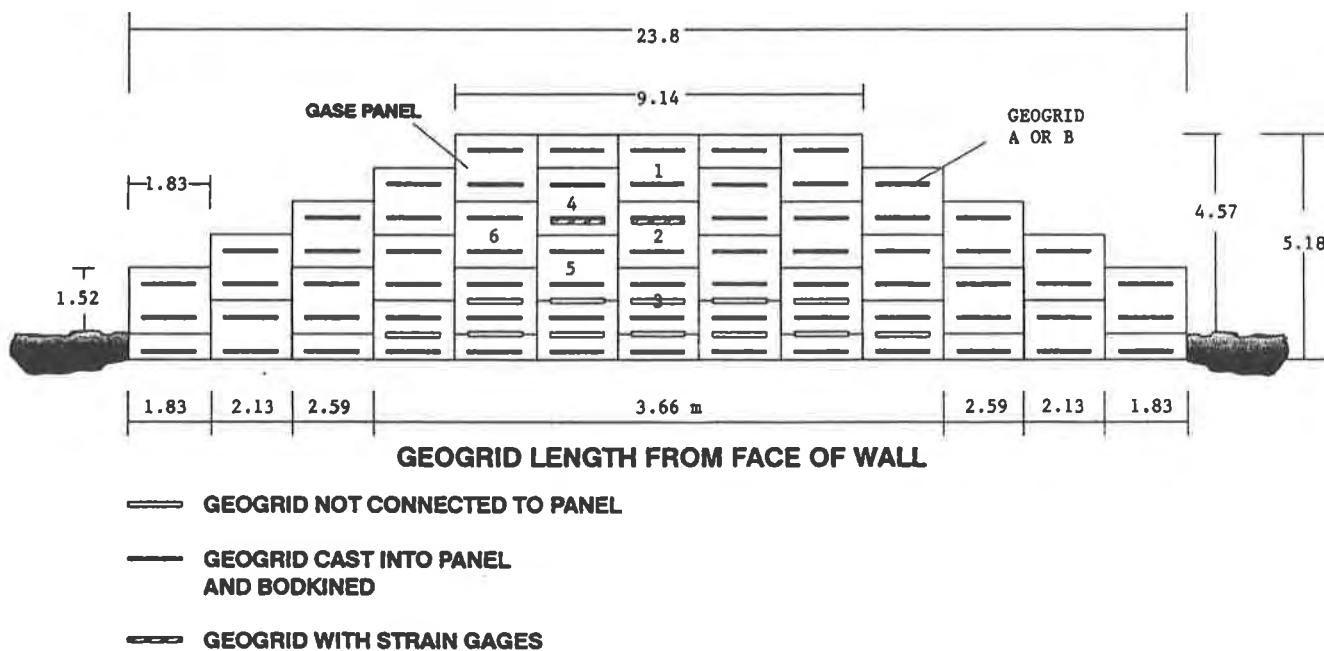 23.8
9.14
GASE PANEL
GEOGRID
A OR B
1
1.83
4
4.57
6
2
5.18
5
1.52
3
1.83 2.13 2.59 3.66 m 2.59 2.13 1.83
GEOGRID LENGTH FROM FACE OF WALL
GEOGRID NOT CONNECTED TO PANEL
GEOGRID CAST INTO PANEL
AND BODKINED
GEOGRID WITH STRAIN GAGES